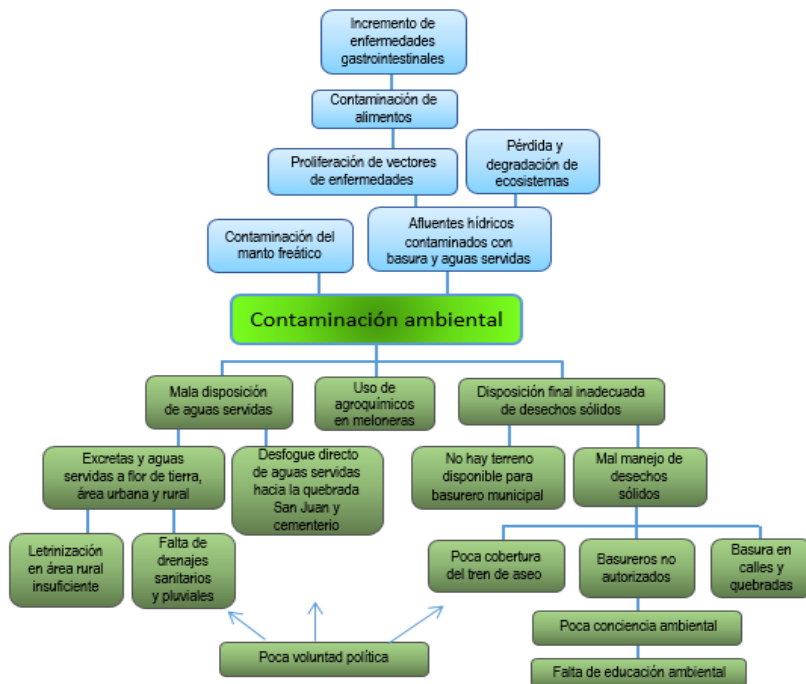 Incremento de
enfermedades
gastrointestinales
Contaminación de
alimentos
Proliferación de vectores
de enfermedades
Pérdida y
degradación de
ecosistemas
Contaminación del
manto freático
Afluentes hídricos
contaminados con
basura y aguas servidas
Contaminación ambiental
Mala disposición
de aguas servidas
Uso de
agroquímicos
en meloneras
Disposición final inadecuada
de desechos sólidos
Excretas y aguas
servidas a flor de tierra,
área urbana y rural
Desfogue directo
de aguas servidas
hacia la quebrada
San Juan y
cementerio
No hay terreno
disponible para
basurero municipal
Mal manejo de
desechos
sólidos
Letrinización
en área rural
insuficiente
Falta de
drenajes
sanitarios
y pluviales
Poca cobertura
del tren de aseo
Basureros no
autorizados
Basura en
calles y
quebradas
Poca voluntad política
Poca conciencia ambiental
Falta de educación ambiental